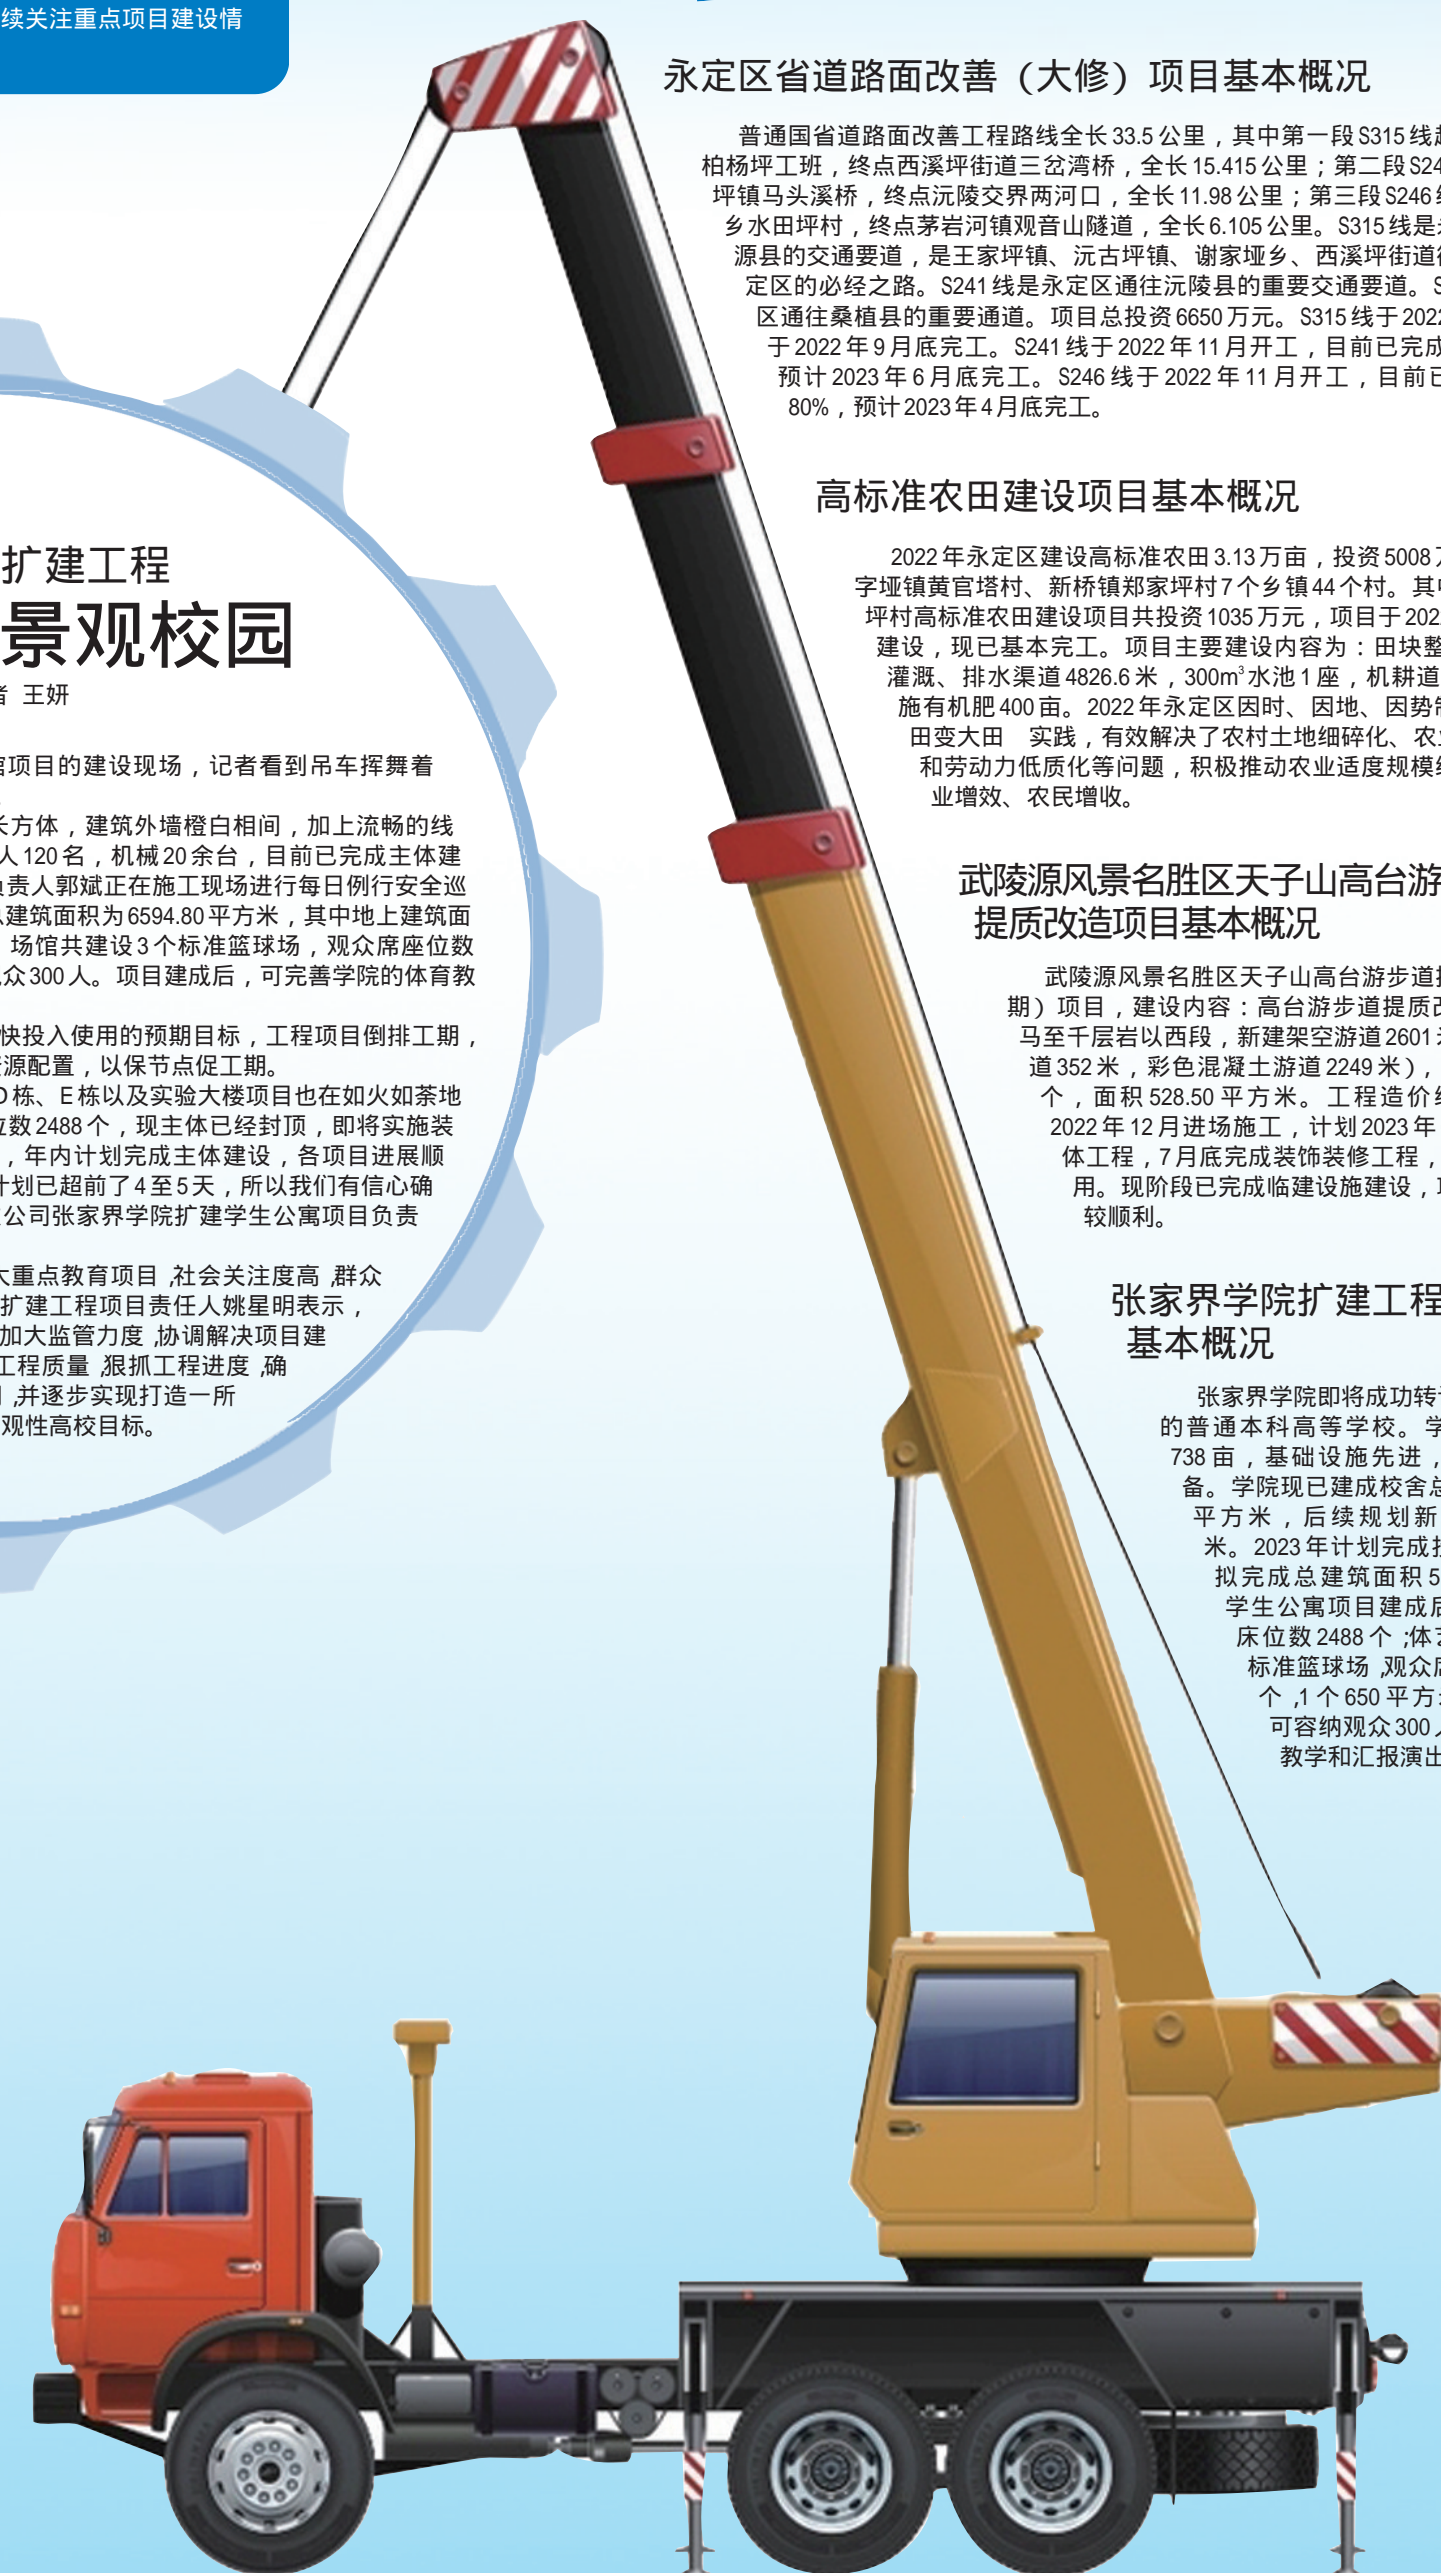 续关注重点项目建设情
扩建工程
景观校园
者 王妍
馆项目的建设现场，记者看到吊车挥舞着
长方体，建筑外墙橙白相间，加上流畅的线
人120名，机械20余台，目前已完成主体建
负责人郭斌正在施工现场进行每日例行安全巡
总建筑面积为6594.80平方米，其中地上建筑面
场馆共建设3个标准篮球场，观众席座位数
众300人。项目建成后，可完善学院的体育教
快投入使用的预期目标，工程项目倒排工期，
资源配置，以保节点促工期。
D栋、E栋以及实验大楼项目也在如火如荼地
位数2488个，现主体已经封顶，即将实施装
，年内计划完成主体建设，各项目进展顺
计划已超前了4至5天，所以我们有信心确
公司张家界学院扩建学生公寓项目负责
大重点教育项目,社会关注度高,群众
扩建工程项目责任人姚星明表示，
加大监管力度,协调解决项目建
工程质量,狠抓工程进度,确
,并逐步实现打造一所
观性高校目标。
永定区省道路面改善（大修）项目基本概况
普通国省道路面改善工程路线全长33.5公里，其中第一段S315线起
柏杨坪工班，终点西溪坪街道三岔湾桥，全长15.415公里；第二段S24
坪镇马头溪桥，终点沅陵交界两河口，全长11.98公里；第三段S246线
乡水田坪村，终点茅岩河镇观音山隧道，全长6.105公里。S315线是永
源县的交通要道，是王家坪镇、沅古坪镇、谢家垭乡、西溪坪街道往
定区的必经之路。S241线是永定区通往沅陵县的重要交通要道。S
区通往桑植县的重要通道。项目总投资6650万元。S315线于2022
于2022年9月底完工。S241线于2022年11月开工，目前已完成
预计2023年6月底完工。S246线于2022年11月开工，目前已
80%，预计2023年4月底完工。
高标准农田建设项目基本概况
2022年永定区建设高标准农田3.13万亩，投资5008万
字垭镇黄官塔村、新桥镇郑家坪村7个乡镇44个村。其中
坪村高标准农田建设项目共投资1035万元，项目于202
建设，现已基本完工。项目主要建设内容为：田块整
灌溉、排水渠道4826.6米，300m³水池1座，机耕道
施有机肥400亩。2022年永定区因时、因地、因势制
田变大田 实践，有效解决了农村土地细碎化、农业
和劳动力低质化等问题，积极推动农业适度规模经
业增效、农民增收。
武陵源风景名胜区天子山高台游
提质改造项目基本概况
武陵源风景名胜区天子山高台游步道提
期）项目，建设内容：高台游步道提质改
马至千层岩以西段，新建架空游道2601米
道352米，彩色混凝土游道2249米），
个，面积528.50平方米。工程造价约
2022年12月进场施工，计划2023年
体工程，7月底完成装饰装修工程，
用。现阶段已完成临建设施建设，项
较顺利。
张家界学院扩建工程
基本概况
张家界学院即将成功转设
的普通本科高等学校。学
738亩，基础设施先进，
备。学院现已建成校舍总
平方米，后续规划新
米。2023年计划完成投
拟完成总建筑面积5
学生公寓项目建成后
床位数2488个;体艺
标准篮球场,观众席
个,1个650平方米
可容纳观众300人
教学和汇报演出